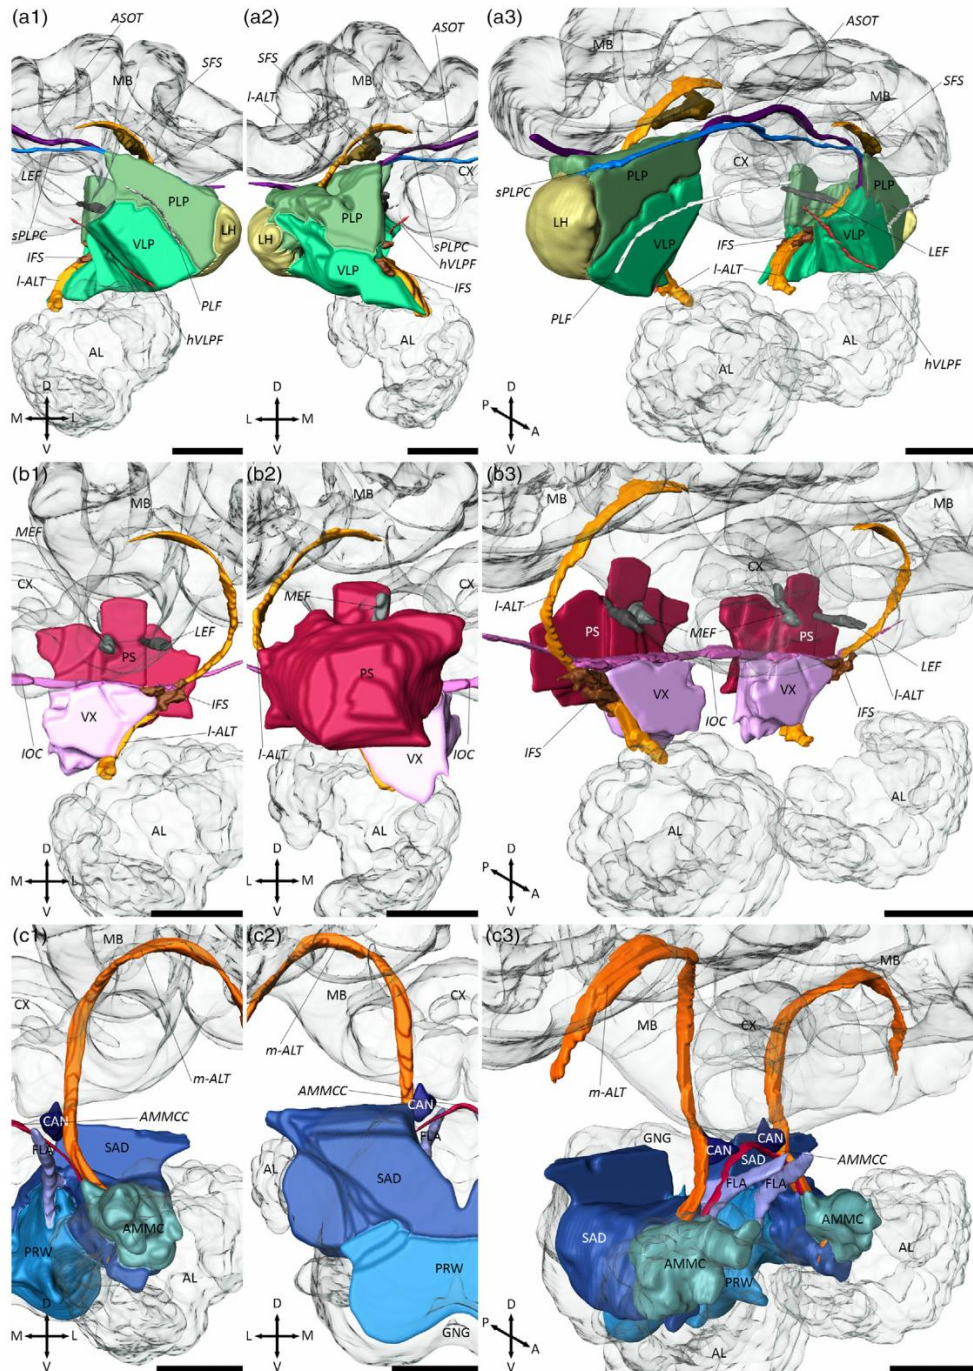 (a1)
ASOT
MB
SFS
LEF
PLP
sPLPC
VLP
LH
IFS
l-ALT
PLF
hVLPF
AL
D
M L
V
(a2)
SFS
ASOT
MB
l-ALT
CX
PLP
LH
sPLPC
VLP
hVLPF
IFS
AL
D
L M
V
(a3)
ASOT
MB
MB
SFS
CX
sPLPC
PLP
PLP
LH
VLP
VLP
IFS
l-ALT
LEF
PLF
hVLPF
AL
AL
D
P
A
V
(b1)
MB
MEF
CX
LEF
PS
VX
IFS
l-ALT
IOC
AL
D
M L
V
(b2)
MB
CX
MEF
PS
l-ALT
VX
IOC
AL
D
L M
V
(b3)
MB
MB
CX
l-ALT
PS
MEF
PS
LEF
l-ALT
VX
VX
IOC
IFS
IFS
AL
AL
D
P
A
V
(c1)
MB
CX
m-ALT
AMMCC
CAN
FLA
SAD
AMMC
PRW
AL
D
M L
V
(c2)
MB
CX
m-ALT
AMMCC
CAN
FLA
AL
SAD
PRW
GNG
D
L M
V
(c3)
MB
MB
CX
m-ALT
GNG
CAN
CAN
SAD
AMMCC
FLA
FLA
SAD
AMMC
AMMC
PRW
AL
AL
D
P
A
V